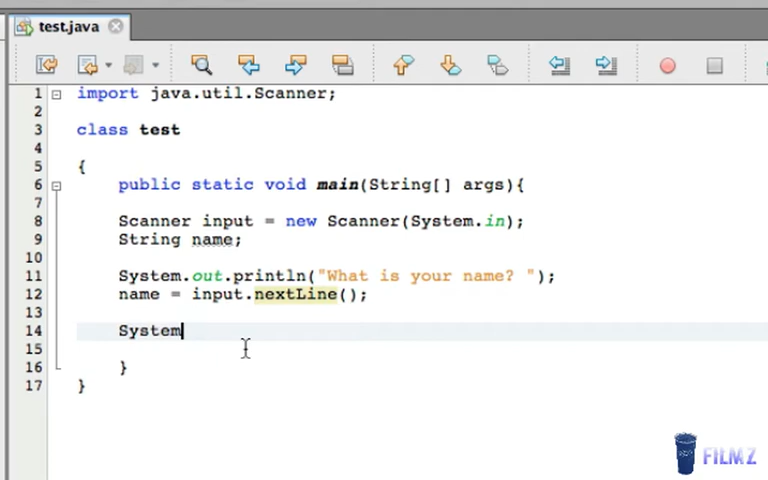 test.java
1 import java.util.Scanner;
2
3 class test
4
5 {
6 public static void main(String[] args){
7
8 Scanner input = new Scanner(System.in);
9 String name;
10
11 System.out.println("What is your name? ");
12 name = input.nextLine();
13
14 System
15
16 }
17 }
FILMZ